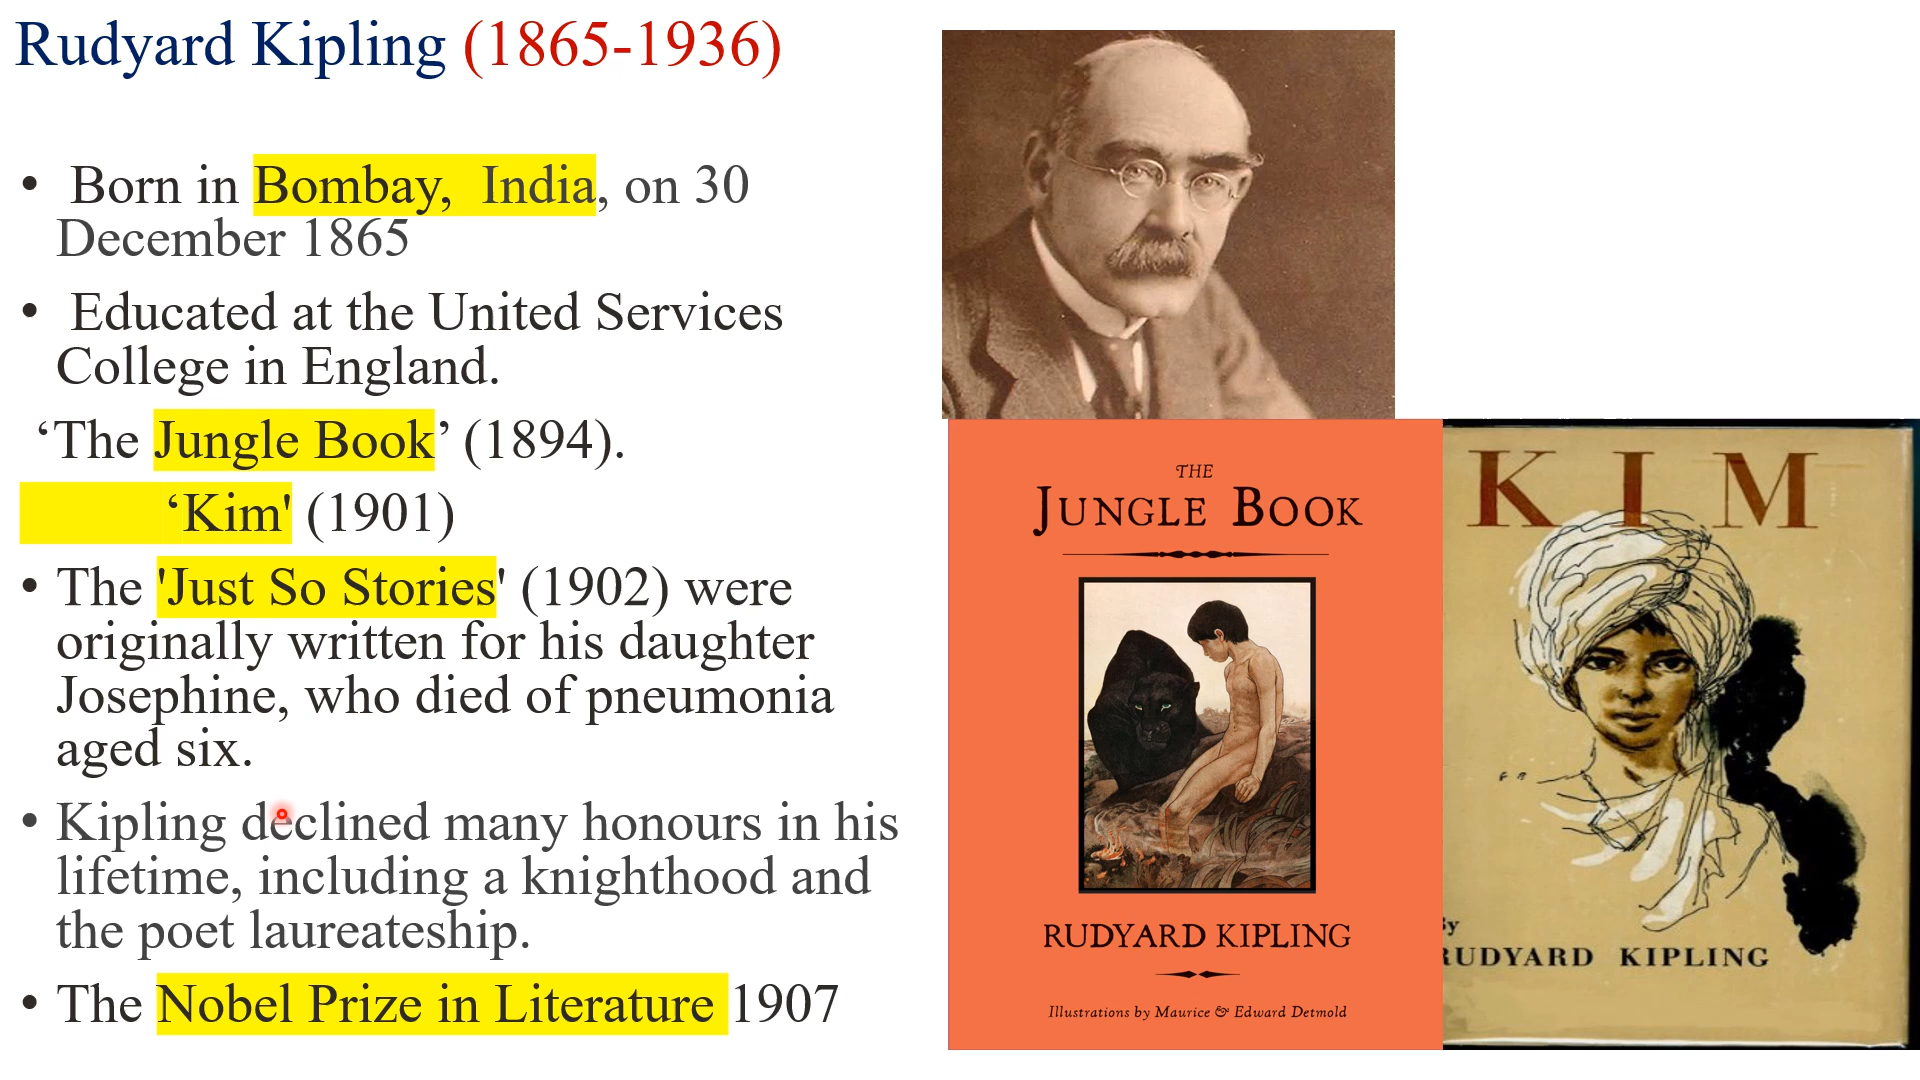 Rudyard Kipling (1865-1936)
• Born in Bombay, India, on 30
December 1865
• Educated at the United Services
College in England.
‘The Jungle Book’ (1894).
‘Kim' (1901)
• The 'Just So Stories' (1902) were
originally written for his daughter
Josephine, who died of pneumonia
aged six.
• Kipling declined many honours in his
lifetime, including a knighthood and
the poet laureateship.
• The Nobel Prize in Literature 1907
THE
JUNGLE BOOK
RUDYARD KIPLING
Illustrations by Maurice & Edward Detmold
KIM
By
RUDYARD KIPLING